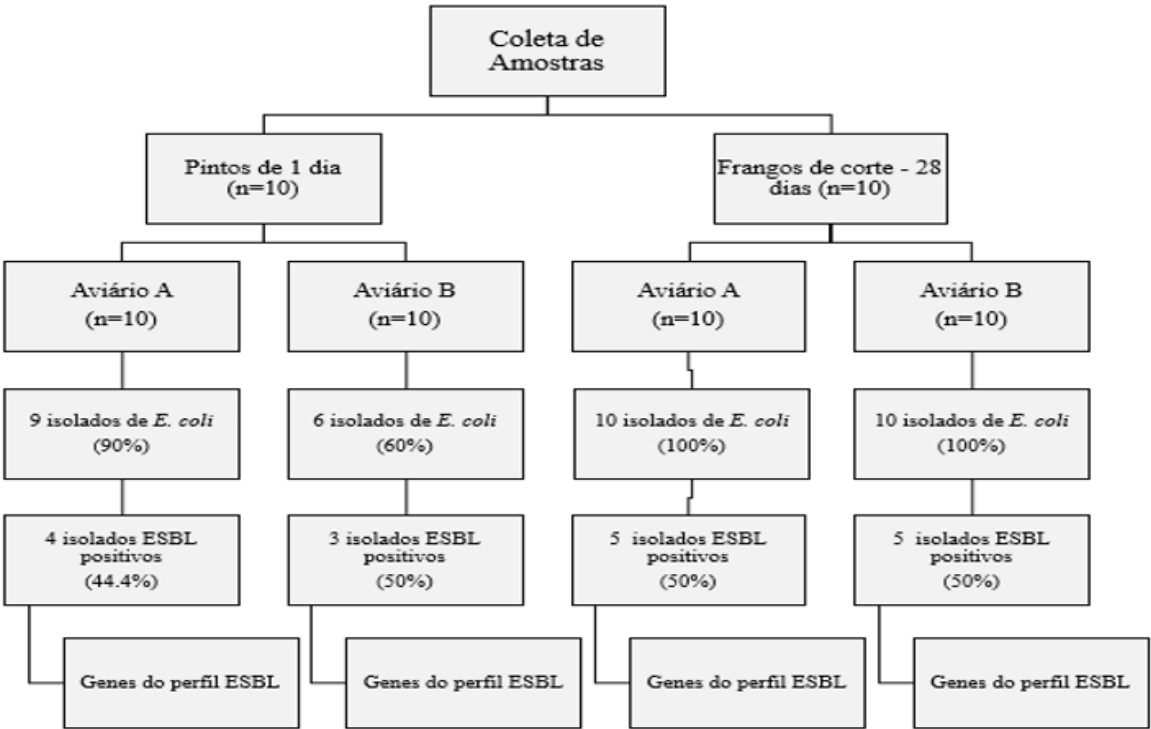 Coleta de
Amostras
Pintos de 1 dia
(n=10)
Frangos de corte - 28
dias (n=10)
Aviário A
(n=10)
Aviário B
(n=10)
Aviário A
(n=10)
Aviário B
(n=10)
9 isolados de E. coli
(90%)
6 isolados de E. coli
(60%)
10 isolados de E. coli
(100%)
10 isolados de E. coli
(100%)
4 isolados ESBL
positivos
(44.4%)
3 isolados ESBL
positivos
(50%)
5 isolados ESBL
positivos
(50%)
5 isolados ESBL
positivos
(50%)
Genes do perfil ESBL
Genes do perfil ESBL
Genes do perfil ESBL
Genes do perfil ESBL